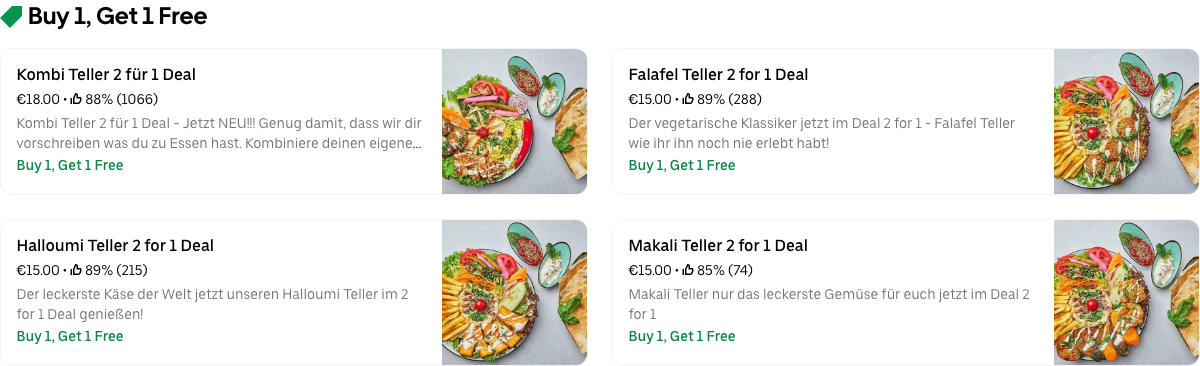 Buy 1, Get 1 Free
Kombi Teller 2 für 1 Deal
€18.00 • 88% (1066)
Kombi Teller 2 für 1 Deal - Jetzt NEU!!! Genug damit, dass wir dir
vorschreiben was du zu Essen hast. Kombiniere deinen eigene...
Buy 1, Get 1 Free
Falafel Teller 2 for 1 Deal
€15.00 • 89% (288)
Der vegetarische Klassiker jetzt im Deal 2 for 1 - Falafel Teller
wie ihr ihn noch nie erlebt habt!
Buy 1, Get 1 Free
Halloumi Teller 2 for 1 Deal
€15.00 • 89% (215)
Der leckerste Käse der Welt jetzt unseren Halloumi Teller im 2
for 1 Deal genießen!
Buy 1, Get 1 Free
Makali Teller 2 for 1 Deal
€15.00 • 85% (74)
Makali Teller nur das leckerste Gemüse für euch jetzt im Deal 2
for 1
Buy 1, Get 1 Free